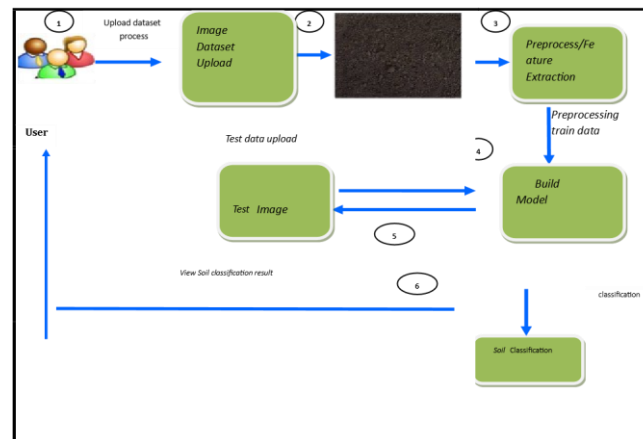 1
Upload dataset
process
2
3
Image
Dataset
Upload
Preprocess/Fe
ature
Extraction
User
Test data upload
Preprocessing
train data
4
Build
Model
Test Image
5
View Soil classification result
6
classification
Soil Classification